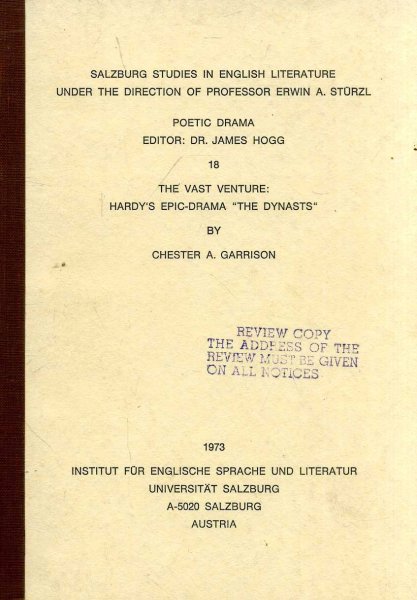 SALZBURG STUDIES IN ENGLISH LITERATURE
UNDER THE DIRECTION OF PROFESSOR ERWIN A. STÜRZL
POETIC DRAMA
EDITOR: DR. JAMES HOGG
18
THE VAST VENTURE:
HARDY'S EPIC-DRAMA "THE DYNASTS"
BY
CHESTER A. GARRISON
REVIEW COPY
THE ADDRESS OF THE
REVIEW MUST BE GIVEN
ON ALL NOTICES
1973
INSTITUT FÜR ENGLISCHE SPRACHE UND LITERATUR
UNIVERSITÄT SALZBURG
A-5020 SALZBURG
AUSTRIA